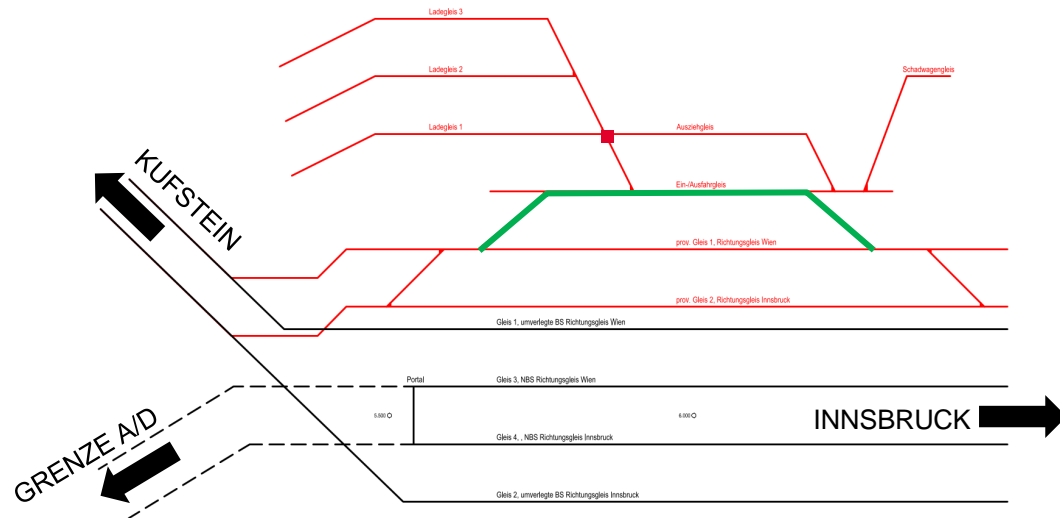 Ladegleis 3
Ladegleis 2
Schadwagengleis
Ladegleis 1
Ausziehgleis
KUFSTEIN
Ein-/Ausfahrgleis
prov. Gleis 1, Richtungsgleis Wien
prov. Gleis 2, Richtungsgleis Innsbruck
Gleis 1, umverlegte BS Richtungsgleis Wien
Portal
Gleis 3, NBS Richtungsgleis Wien
5.500
6.000
INNSBRUCK
GRENZE A/D
Gleis 4, , NBS Richtungsgleis Innsbruck
Gleis 2, umverlegte BS Richtungsgleis Innsbruck